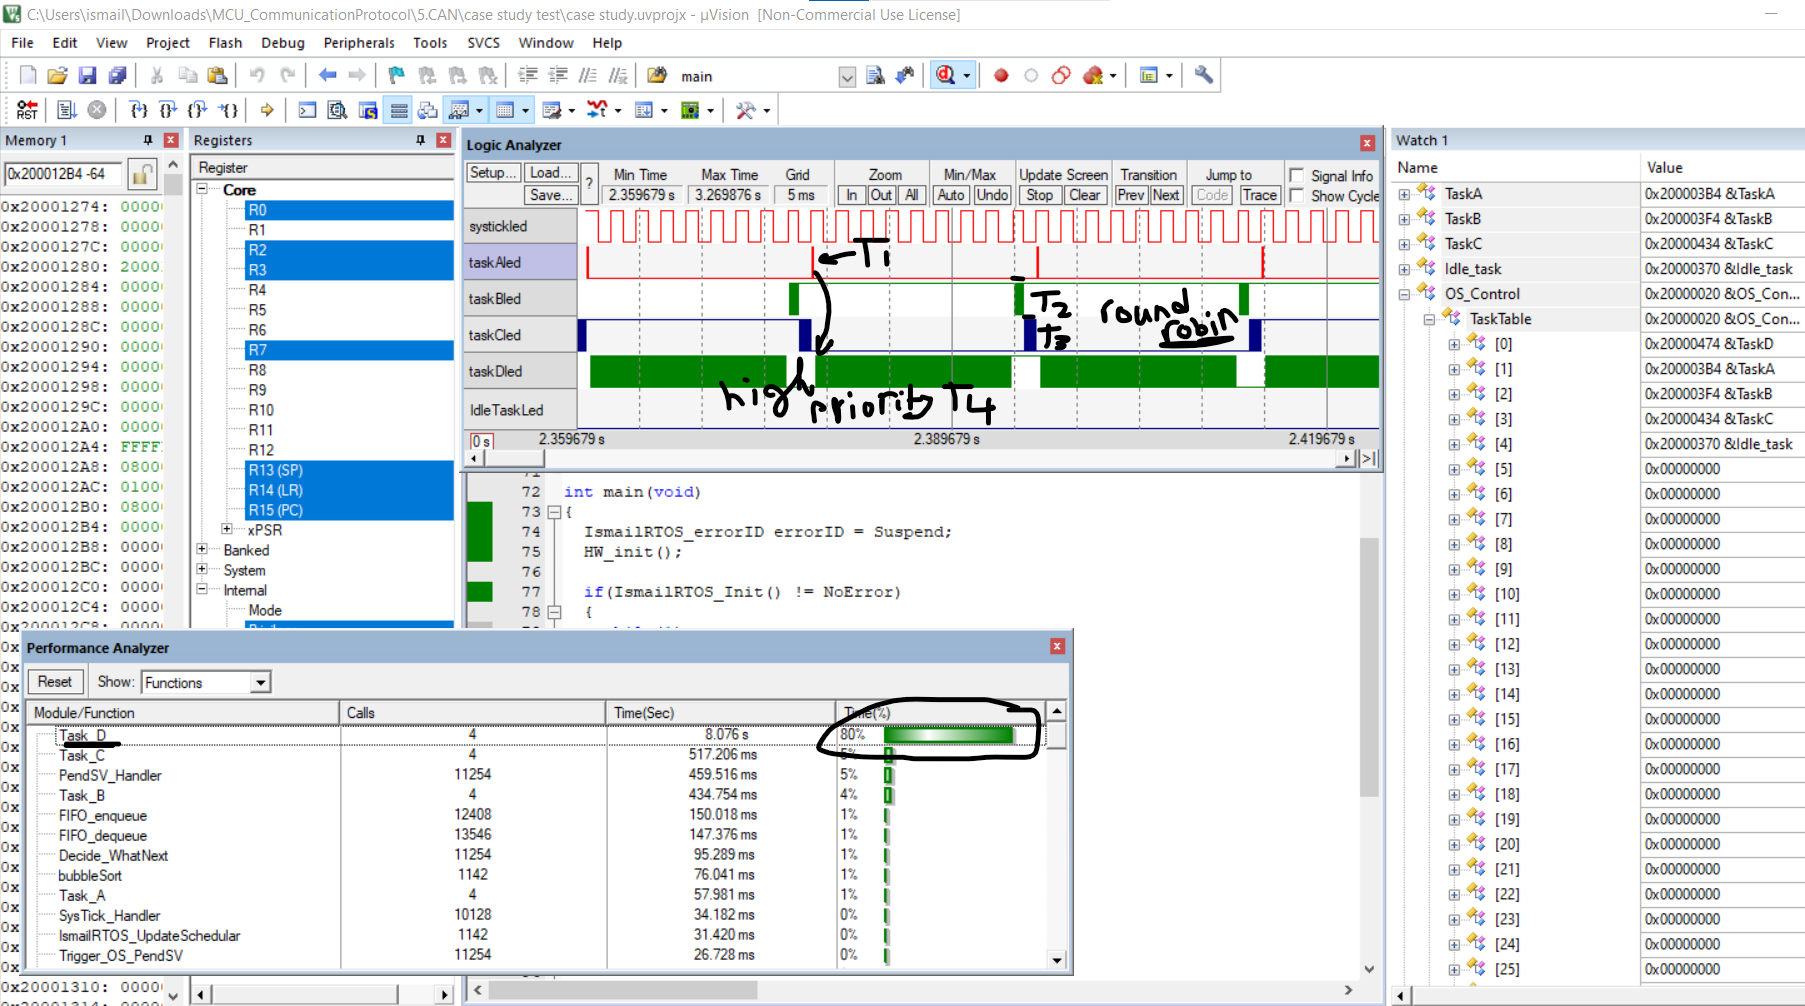 C:\Users\ismail\Downloads\MCU_CommunicationProtocol\5.CAN\case study test\case study.uvprojx - µVision [Non-Commercial Use License]
File Edit View Project Flash Debug Peripherals Tools SVCS Window Help
main
RST
Memory 1
0x200012B4 -64
0x20001274: 0000
0x20001278: 0000
0x2000127C: 0000
0x20001280: 2000
0x20001284: 0000
0x20001288: 0000
0x2000128C: 0000
0x20001290: 0000
0x20001294: 0000
0x20001298: 0000
0x2000129C: 0000
0x200012A0: 0000
0x200012A4: FFFF
0x200012A8: 0800
0x200012AC: 0100
0x200012B0: 0800
0x200012B4: 0000
0x200012B8: 0000
0x200012BC: 0000
0x200012C0: 0000
0x200012C4: 0000
0x200012C8: 0000
0x20001310: 0000
Registers
Register
Core
R0
R1
R2
R3
R4
R5
R6
R7
R8
R9
R10
R11
R12
R13 (SP)
R14 (LR)
R15 (PC)
xPSR
Banked
System
Internal
Mode
Logic Analyzer
Setup... Load... Min Time Max Time Grid Zoom Min/Max Update Screen Transition Jump to Signal Info
Save... ? 2.359679 s 3.269876 s 5 ms In Out All Auto Undo Stop Clear Prev Next Code Trace Show Cycle
systickled
taskAled
T1
taskBled
T2 round
taskCled
T3 robin
taskDled
high priority T4
IdleTaskLed
0 s 2.359679 s 2.389679 s 2.419679 s
72 int main(void)
73 {
74 IsmailRTOS_errorID errorID = Suspend;
75 HW_init();
76
77 if(IsmailRTOS_Init() != NoError)
78 {
Performance Analyzer
Reset Show: Functions
Module/Function Calls Time(Sec) Time(%)
Task_D 4 8.076 s 80%
Task_C 4 517.206 ms 5%
PendSV_Handler 11254 459.516 ms 5%
Task_B 4 434.754 ms 4%
FIFO_enqueue 12408 150.018 ms 1%
FIFO_dequeue 13546 147.376 ms 1%
Decide_WhatNext 11254 95.289 ms 1%
bubbleSort 1142 76.041 ms 1%
Task_A 4 57.981 ms 1%
SysTick_Handler 10128 34.182 ms 0%
IsmailRTOS_UpdateSchedular 1142 31.420 ms 0%
Trigger_OS_PendSV 11254 26.728 ms 0%
Watch 1
Name Value
TaskA 0x200003B4 &TaskA
TaskB 0x200003F4 &TaskB
TaskC 0x20000434 &TaskC
Idle_task 0x20000370 &Idle_task
OS_Control 0x20000020 &OS_Con...
TaskTable 0x20000020 &OS_Con...
[0] 0x20000474 &TaskD
[1] 0x200003B4 &TaskA
[2] 0x200003F4 &TaskB
[3] 0x20000434 &TaskC
[4] 0x20000370 &Idle_task
[5] 0x00000000
[6] 0x00000000
[7] 0x00000000
[8] 0x00000000
[9] 0x00000000
[10] 0x00000000
[11] 0x00000000
[12] 0x00000000
[13] 0x00000000
[14] 0x00000000
[15] 0x00000000
[16] 0x00000000
[17] 0x00000000
[18] 0x00000000
[19] 0x00000000
[20] 0x00000000
[21] 0x00000000
[22] 0x00000000
[23] 0x00000000
[24] 0x00000000
[25] 0x00000000